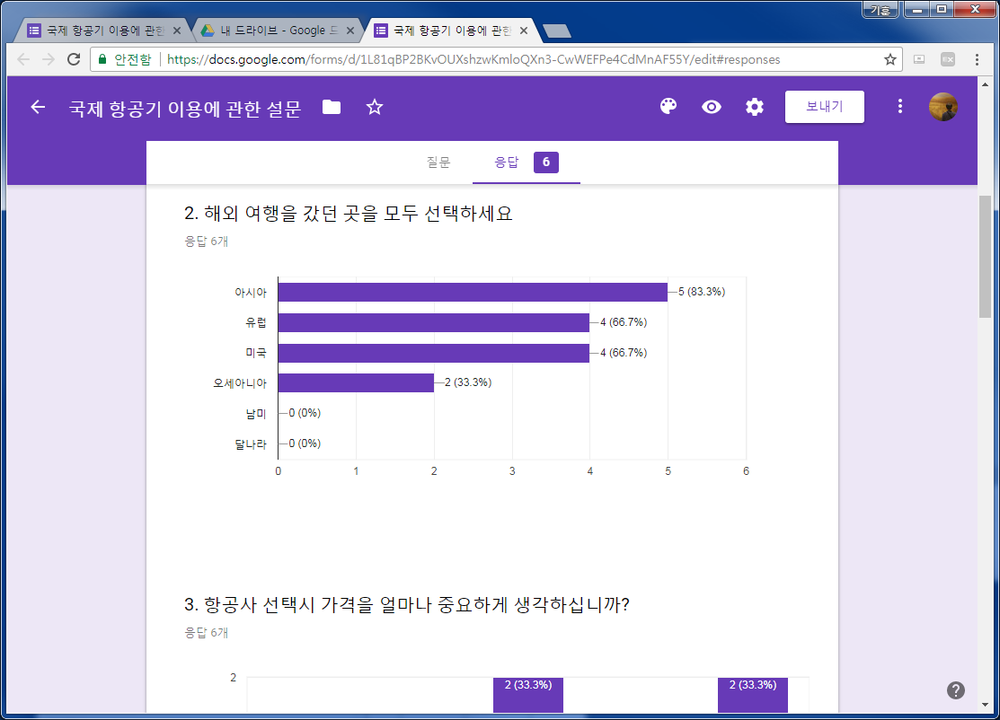 기훈
국제 항공기 이용에 관한
내 드라이브 - Google 드
국제 항공기 이용에 관한
안전함
https://docs.google.com/forms/d/1L81qBP2BKvOUXshzwKmloQXn3-CwWEFPe4CdMnAF55Y/edit#responses
국제 항공기 이용에 관한 설문
보내기
질문
응답 6
2. 해외 여행을 갔던 곳을 모두 선택하세요
응답 6개
아시아 5 (83.3%)
유럽 4 (66.7%)
미국 4 (66.7%)
오세아니아 2 (33.3%)
남미 0 (0%)
달나라 0 (0%)
0 1 2 3 4 5 6
3. 항공사 선택시 가격을 얼마나 중요하게 생각하십니까?
응답 6개
2
2 (33.3%) 2 (33.3%)